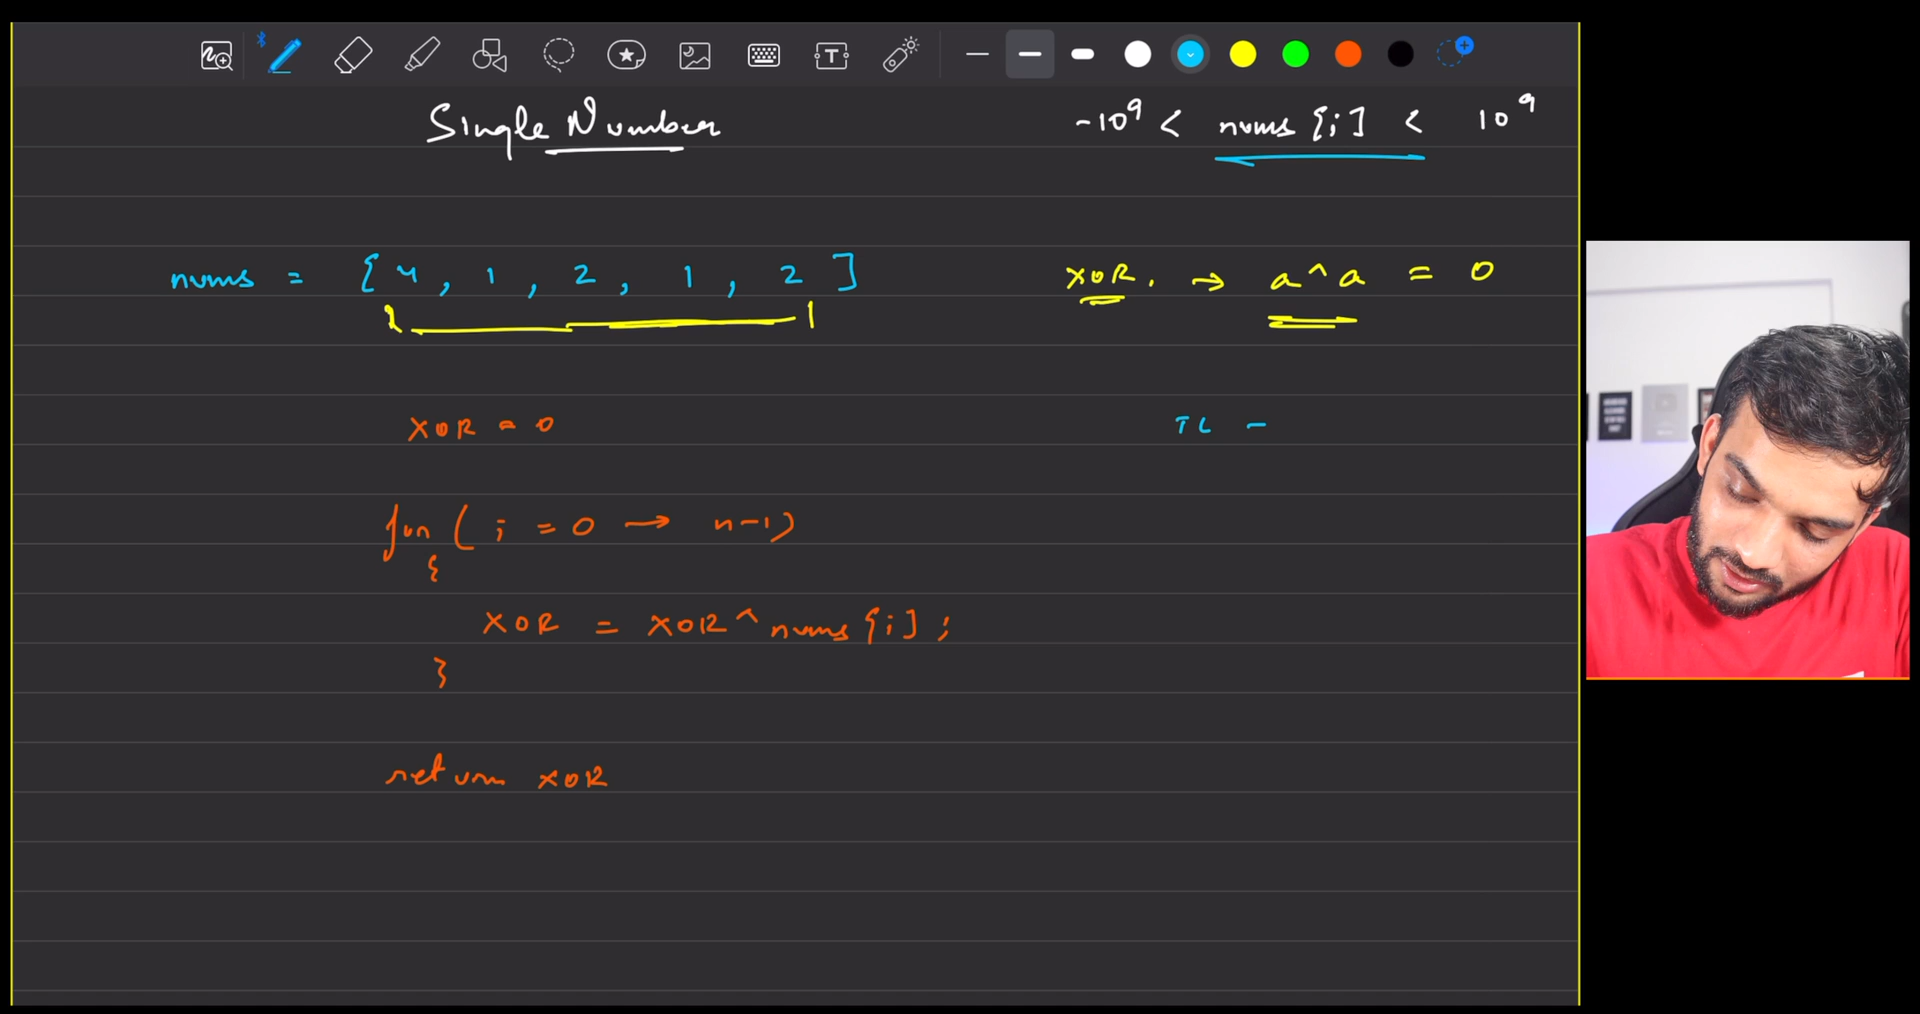 Single Number
-10^9 < nums[i] < 10^9
nums = [4, 1, 2, 1, 2]
XOR. → a^a = 0
XOR = 0
TC -
for (i = 0 → n-1)
{
XOR = XOR ^ nums[i];
}
return XOR